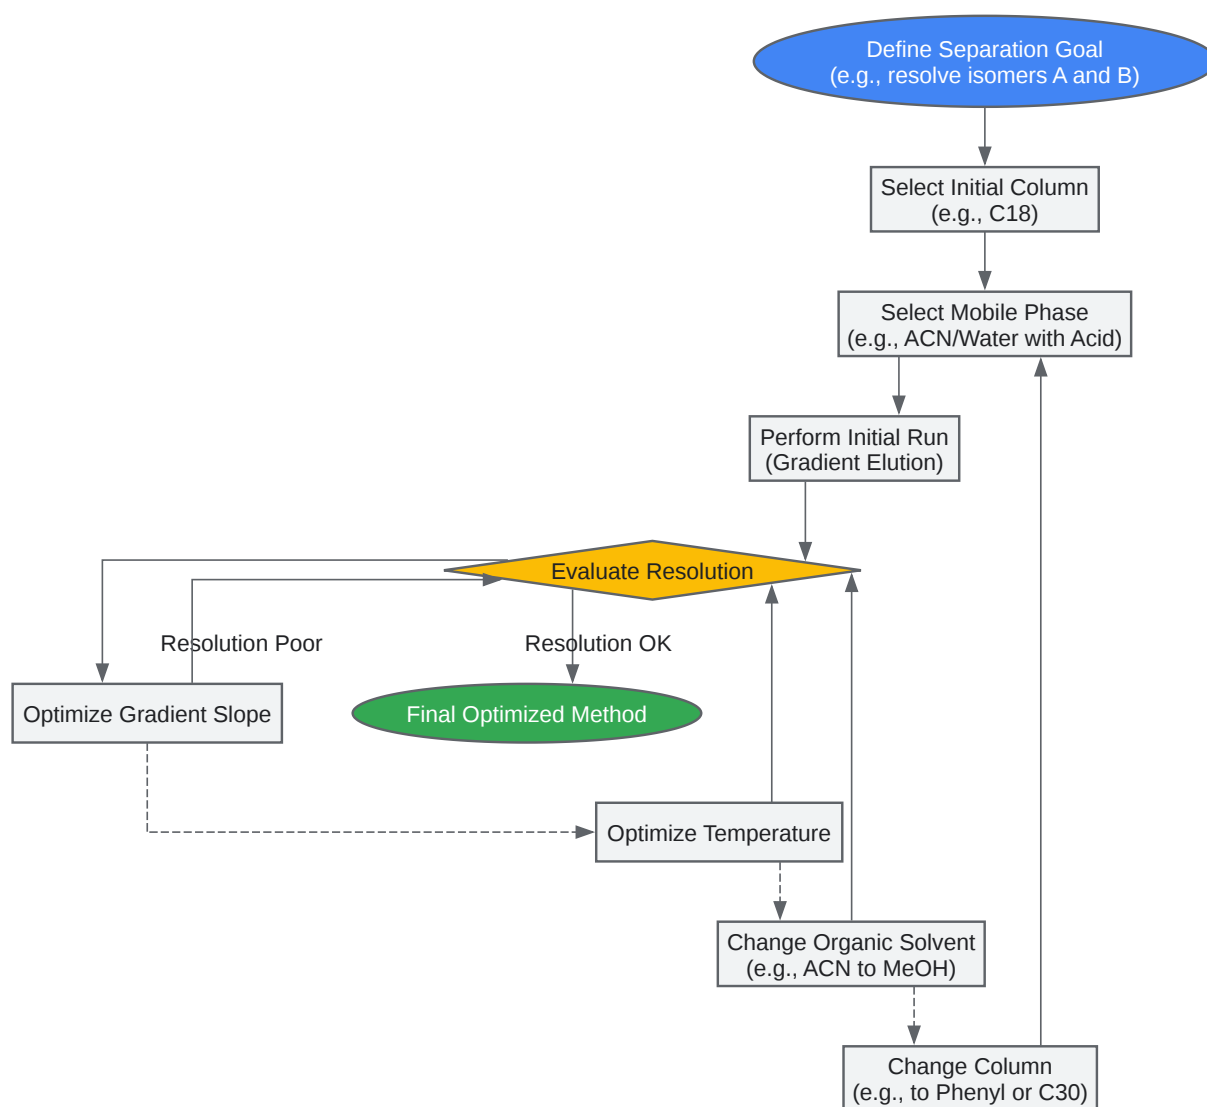 Define Separation Goal
(e.g., resolve isomers A and B)
Select Initial Column
(e.g., C18)
Select Mobile Phase
(e.g., ACN/Water with Acid)
Perform Initial Run
(Gradient Elution)
Evaluate Resolution
Resolution Poor
Resolution OK
Optimize Gradient Slope
Final Optimized Method
Optimize Temperature
Change Organic Solvent
(e.g., ACN to MeOH)
Change Column
(e.g., to Phenyl or C30)